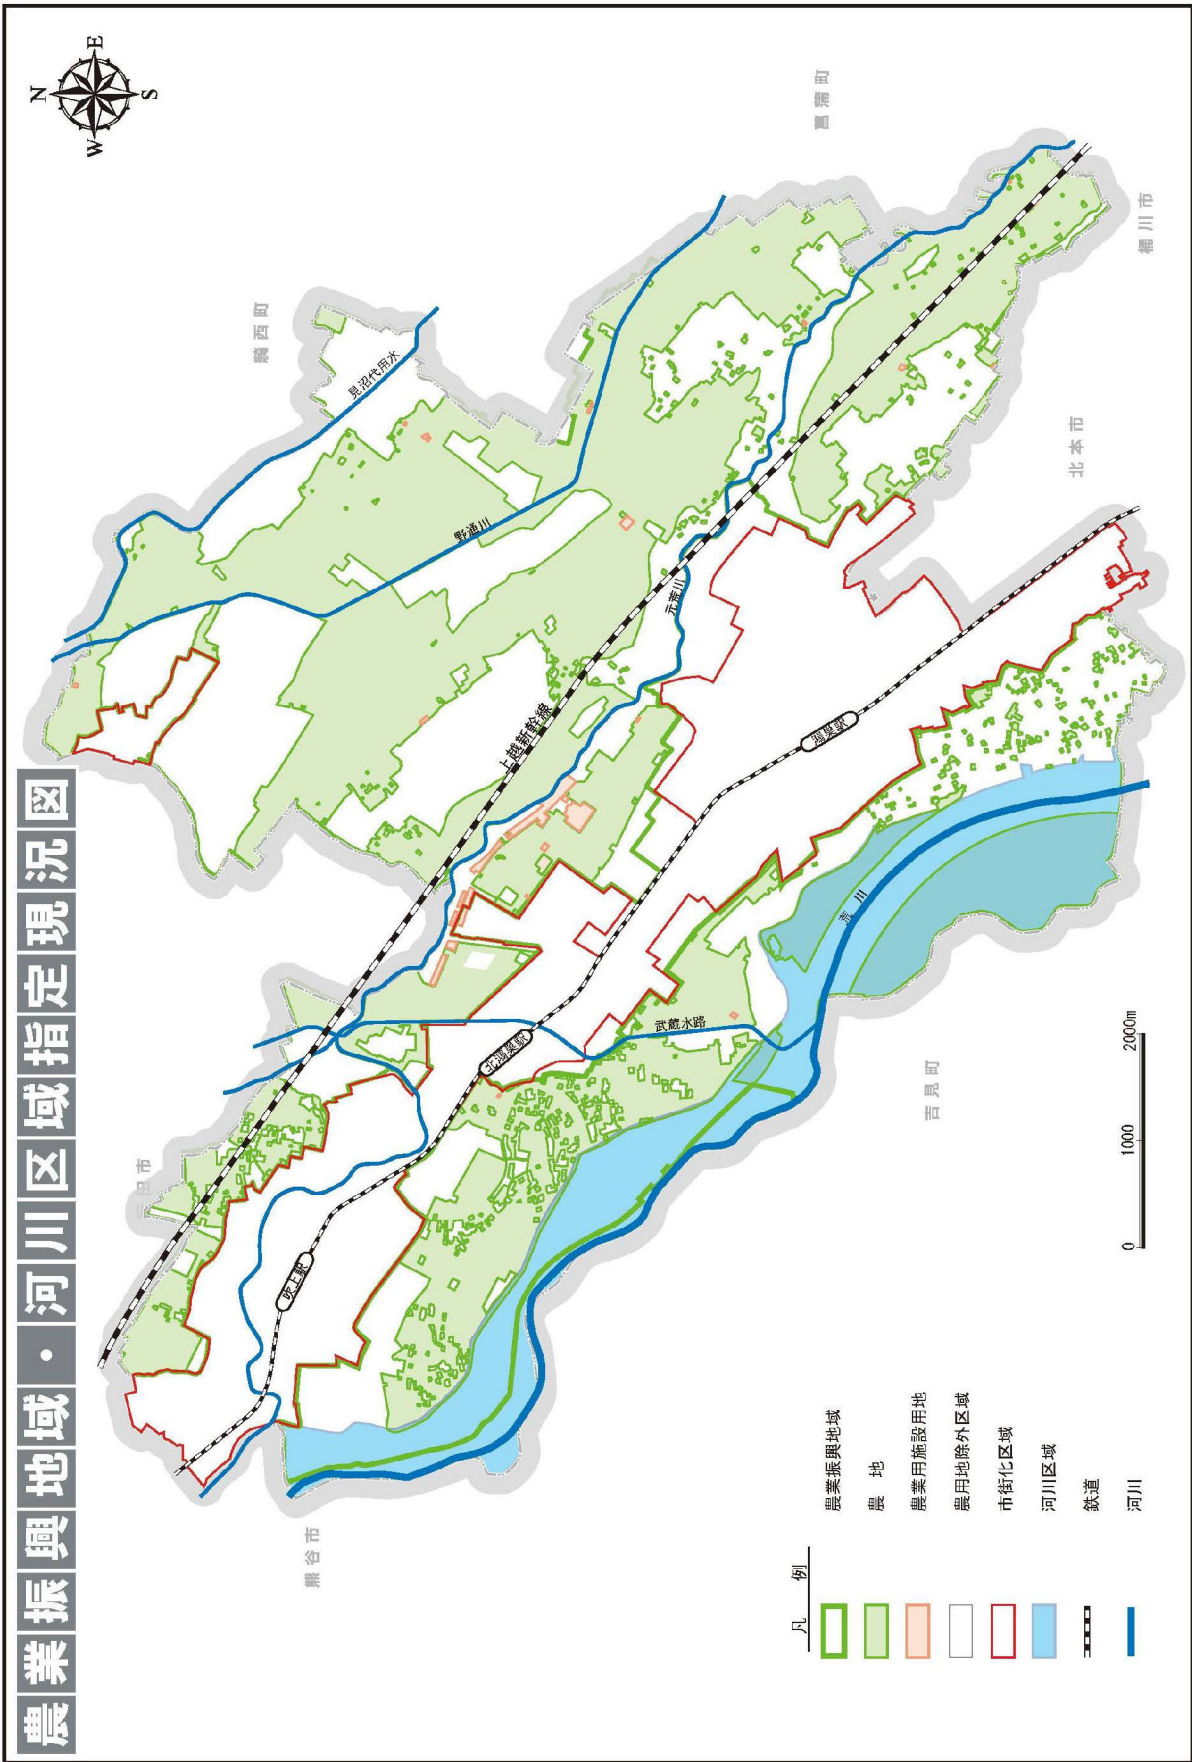 農業振興地域・河川区域指定現況図
N
E
S
W
騎西町
菖蒲町
桶川市
北本市
吉見町
熊谷市
田市
見沼代用水
野通川
元荒川
上越新幹線
鴻巣駅
北鴻巣駅
吹上駅
武蔵水路
荒川
0 1000 2000m
凡例
農業振興地域
農地
農業用施設用地
農用地除外区域
市街化区域
河川区域
鉄道
河川